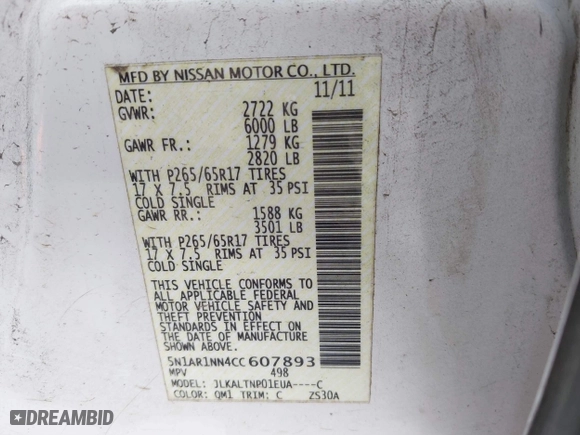 MFD BY NISSAN MOTOR CO., LTD.
DATE: 11/11
GVWR: 2722 KG
6000 LB
GAWR FR.: 1279 KG
2820 LB
WITH P265/65R17 TIRES
17 X 7.5 RIMS AT 35 PSI
COLD SINGLE
GAWR RR.: 1588 KG
3501 LB
WITH P265/65R17 TIRES
17 X 7.5 RIMS AT 35 PSI
COLD SINGLE
THIS VEHICLE CONFORMS TO
ALL APPLICABLE FEDERAL
MOTOR VEHICLE SAFETY AND
THEFT PREVENTION
STANDARDS IN EFFECT ON
THE DATE OF MANUFACTURE
SHOWN ABOVE.
5N1AR1NN4CC607893
MPV 498
MODEL: JLKALTNP01EUA----C
COLOR: QM1 TRIM: C ZS30A
DREAMBID
DREAMBID